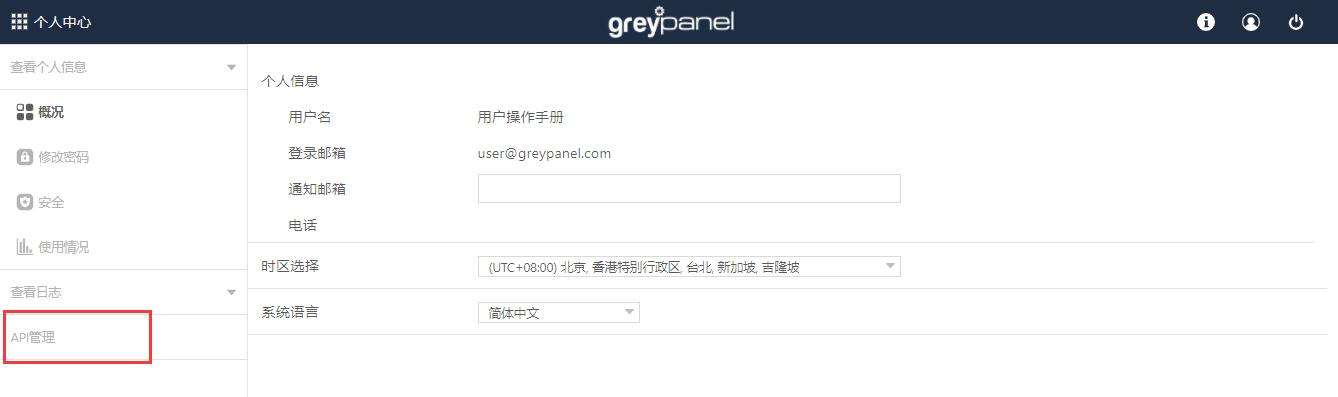 个人中心
greypanel
查看个人信息
概况
修改密码
安全
使用情况
查看日志
API管理
个人信息
用户名 用户操作手册
登录邮箱 user@greypanel.com
通知邮箱
电话
时区选择 (UTC+08:00) 北京, 香港特别行政区, 台北, 新加坡, 吉隆坡
系统语言 简体中文